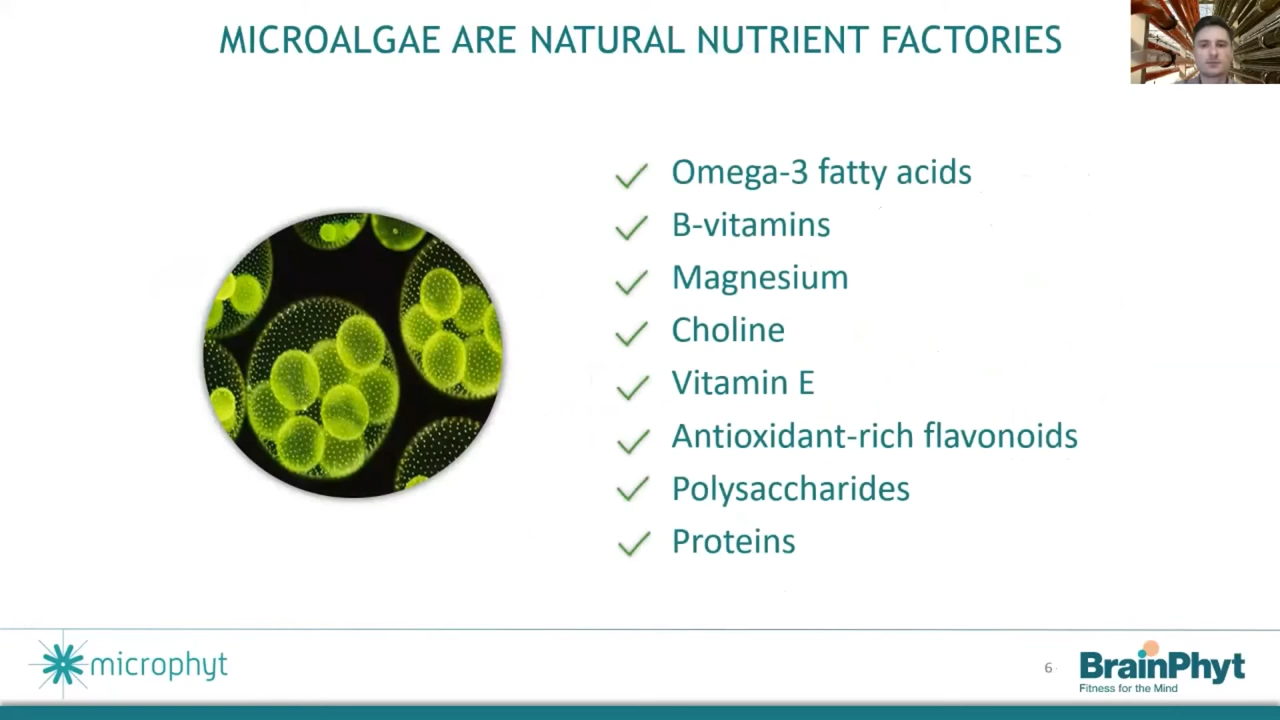 MICROALGAE ARE NATURAL NUTRIENT FACTORIES
Omega-3 fatty acids
B-vitamins
Magnesium
Choline
Vitamin E
Antioxidant-rich flavonoids
Polysaccharides
Proteins
microphyt
6
BrainPhyt
Fitness for the Mind